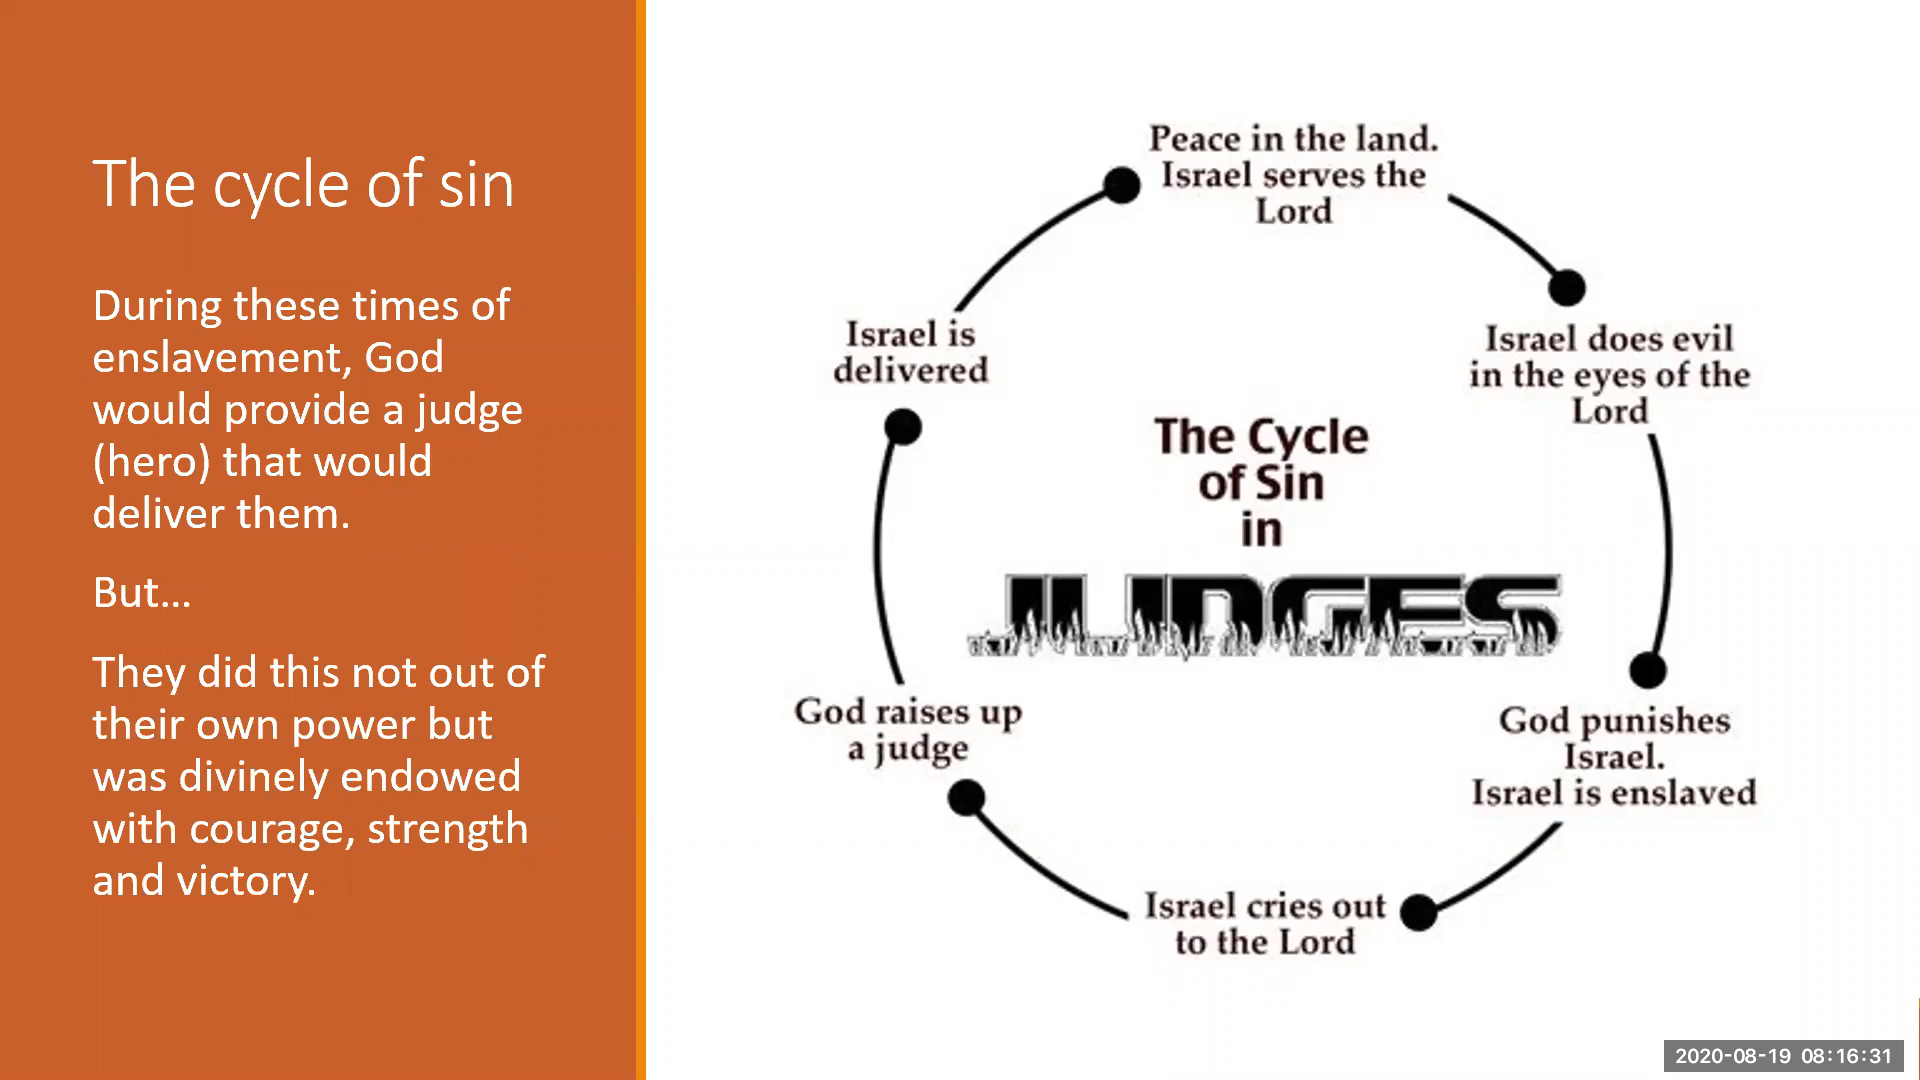 The cycle of sin
During these times of
enslavement, God
would provide a judge
(hero) that would
deliver them.
But…
They did this not out of
their own power but
was divinely endowed
with courage, strength
and victory.
Peace in the land.
Israel serves the
Lord
Israel does evil
in the eyes of the
Lord
God punishes
Israel.
Israel is enslaved
Israel cries out
to the Lord
God raises up
a judge
Israel is
delivered
The Cycle
of Sin
in
JUDGES
2020-08-19 08:16:31